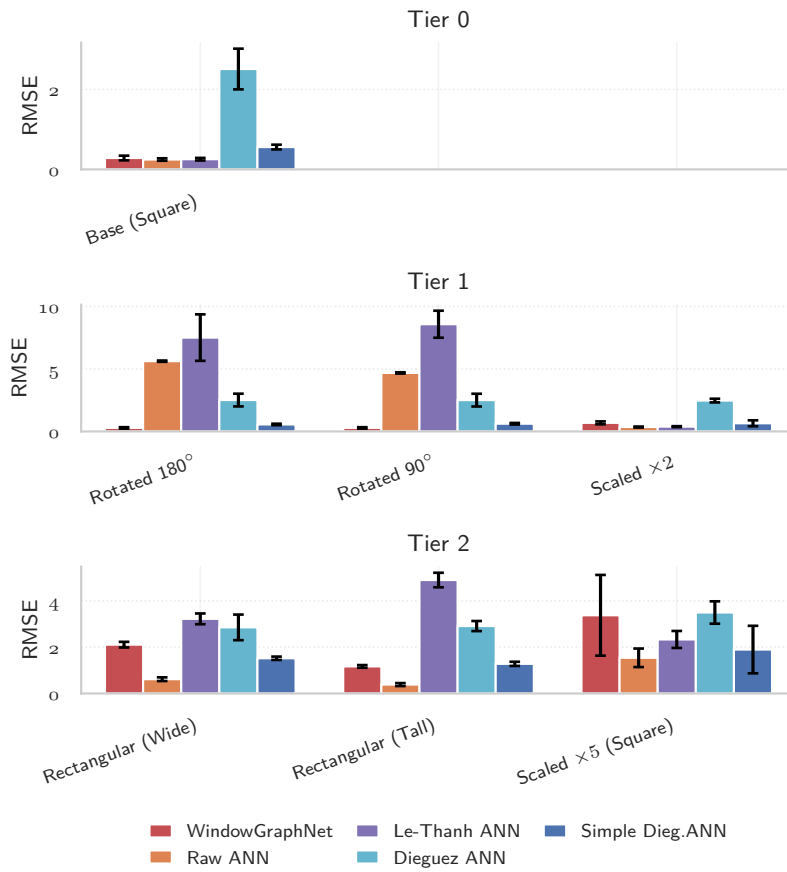 Tier 0
RMSE
2
0
Base (Square)
Tier 1
RMSE
10
5
0
Rotated 180°
Rotated 90°
Scaled ×2
Tier 2
RMSE
4
2
0
Rectangular (Wide)
Rectangular (Tall)
Scaled ×5 (Square)
WindowGraphNet
Le-Thanh ANN
Simple Dieg.ANN
Raw ANN
Dieguez ANN